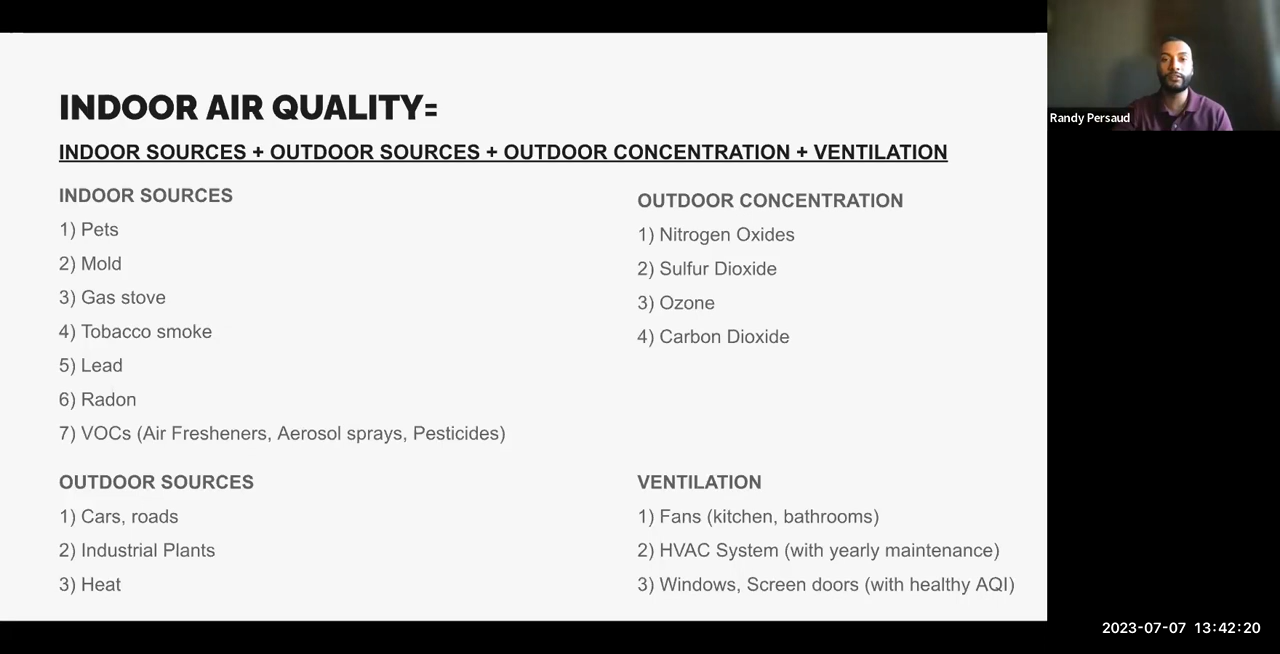 INDOOR AIR QUALITY=
INDOOR SOURCES + OUTDOOR SOURCES + OUTDOOR CONCENTRATION + VENTILATION
INDOOR SOURCES
1) Pets
2) Mold
3) Gas stove
4) Tobacco smoke
5) Lead
6) Radon
7) VOCs (Air Fresheners, Aerosol sprays, Pesticides)
OUTDOOR SOURCES
1) Cars, roads
2) Industrial Plants
3) Heat
OUTDOOR CONCENTRATION
1) Nitrogen Oxides
2) Sulfur Dioxide
3) Ozone
4) Carbon Dioxide
VENTILATION
1) Fans (kitchen, bathrooms)
2) HVAC System (with yearly maintenance)
3) Windows, Screen doors (with healthy AQI)
Randy Persaud
2023-07-07 13:42:20